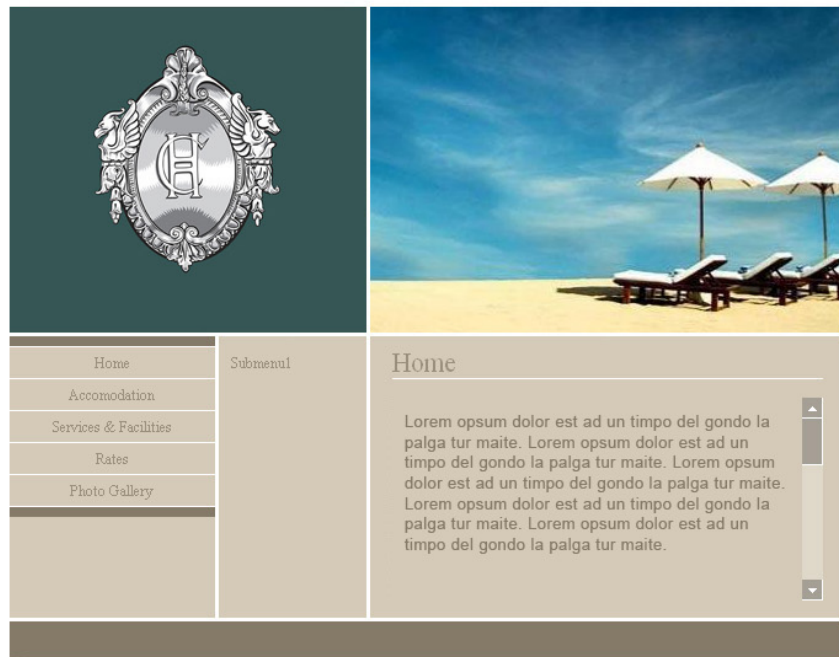 Home
Accomodation
Services & Facilities
Rates
Photo Gallery
Submenu1
Home
Lorem opsum dolor est ad un timpo del gondo la
palga tur maite. Lorem opsum dolor est ad un
timpo del gondo la palga tur maite. Lorem opsum
dolor est ad un timpo del gondo la palga tur maite.
Lorem opsum dolor est ad un timpo del gondo la
palga tur maite. Lorem opsum dolor est ad un
timpo del gondo la palga tur maite.